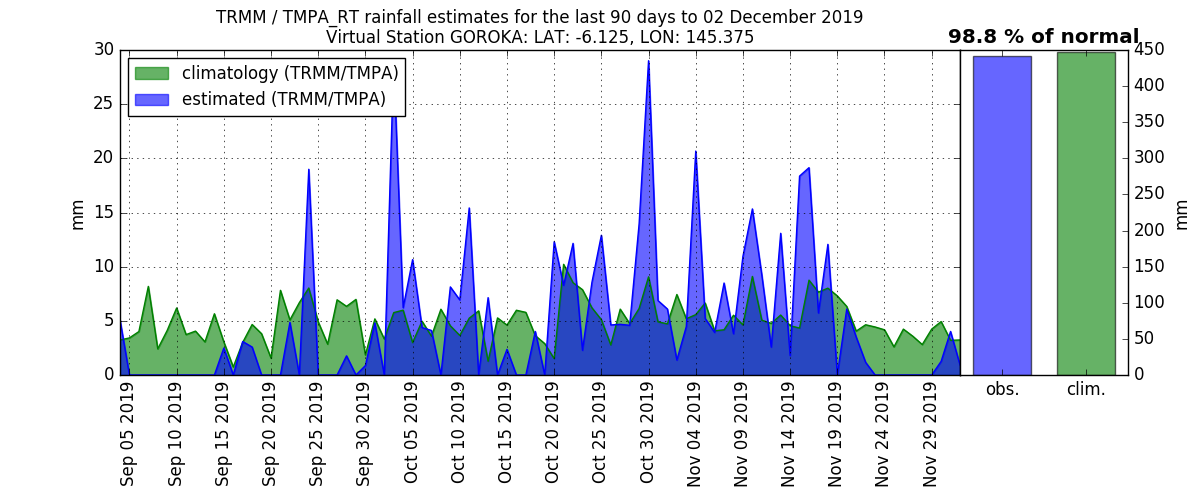 TRMM / TMPA_RT rainfall estimates for the last 90 days to 02 December 2019
Virtual Station GOROKA: LAT: -6.125, LON: 145.375
98.8 % of normal
climatology (TRMM/TMPA)
estimated (TRMM/TMPA)
30
25
20
15
10
5
0
mm
450
400
350
300
250
200
150
100
50
0
mm
obs.
clim.
Sep 05 2019
Sep 10 2019
Sep 15 2019
Sep 20 2019
Sep 25 2019
Sep 30 2019
Oct 05 2019
Oct 10 2019
Oct 15 2019
Oct 20 2019
Oct 25 2019
Oct 30 2019
Nov 04 2019
Nov 09 2019
Nov 14 2019
Nov 19 2019
Nov 24 2019
Nov 29 2019